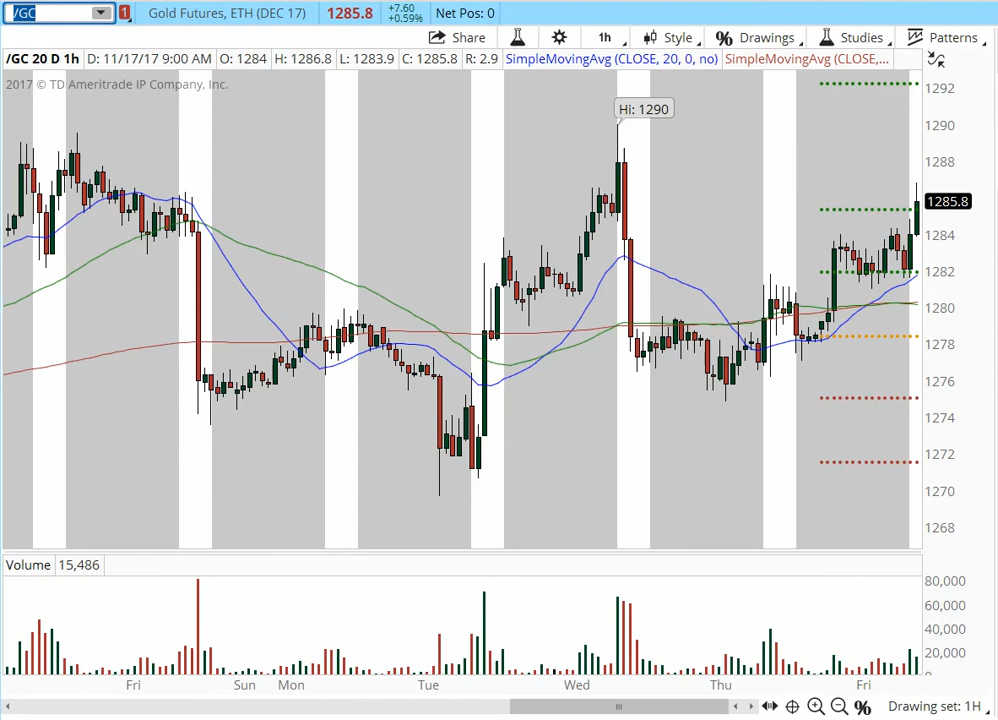 /GC 1 Gold Futures, ETH (DEC 17) 1285.8 +7.60 +0.59% Net Pos: 0
Share 1h Style % Drawings Studies Patterns
/GC 20 D 1h D: 11/17/17 9:00 AM O: 1284 H: 1286.8 L: 1283.9 C: 1285.8 R: 2.9 SimpleMovingAvg (CLOSE, 20, 0, no) SimpleMovingAvg (CLOSE,...
2017 © TD Ameritrade IP Company, Inc.
Hi: 1290
1292
1290
1288
1285.8
1284
1282
1280
1278
1276
1274
1272
1270
1268
Volume 15,486
80,000
60,000
40,000
20,000
Fri Sun Mon Tue Wed Thu Fri
% Drawing set: 1H